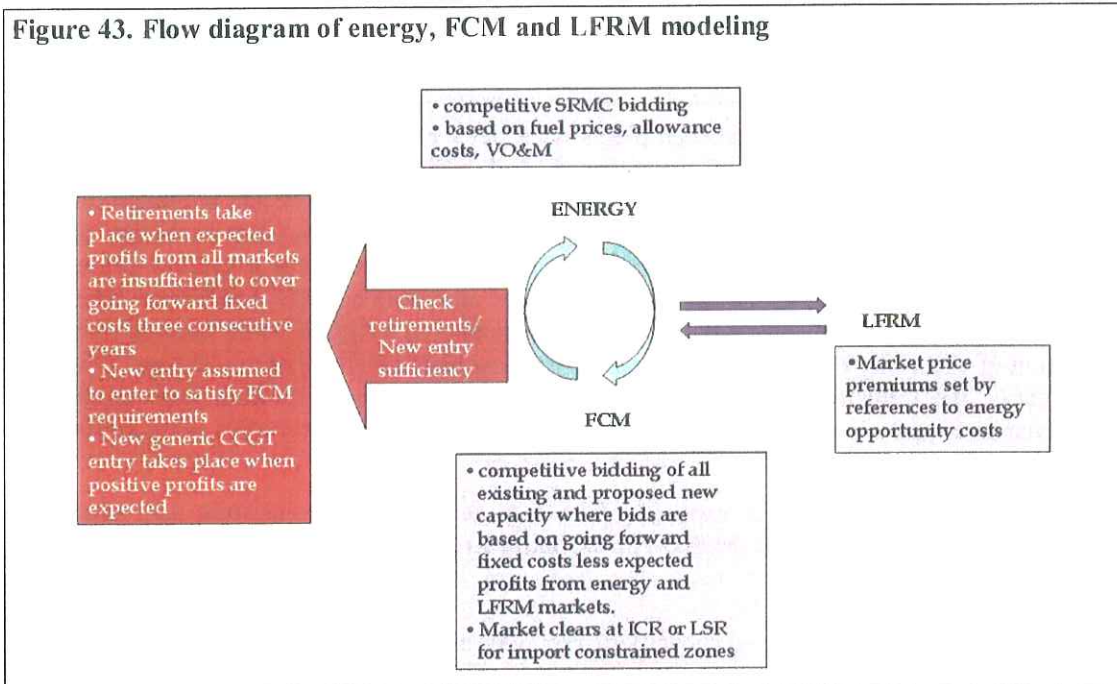 Figure 43. Flow diagram of energy, FCM and LFRM modeling
• competitive SRMC bidding
• based on fuel prices, allowance
costs, VO&M
ENERGY
• Retirements take
place when expected
profits from all markets
are insufficient to cover
going forward fixed
costs three consecutive
years
• New entry assumed
to enter to satisfy FCM
requirements
• New generic CCGT
entry takes place when
positive profits are
expected
Check
retirements/
New entry
sufficiency
LFRM
• Market price
premiums set by
references to energy
opportunity costs
FCM
• competitive bidding of all
existing and proposed new
capacity where bids are
based on going forward
fixed costs less expected
profits from energy and
LFRM markets.
• Market clears at ICR or LSR
for import constrained zones